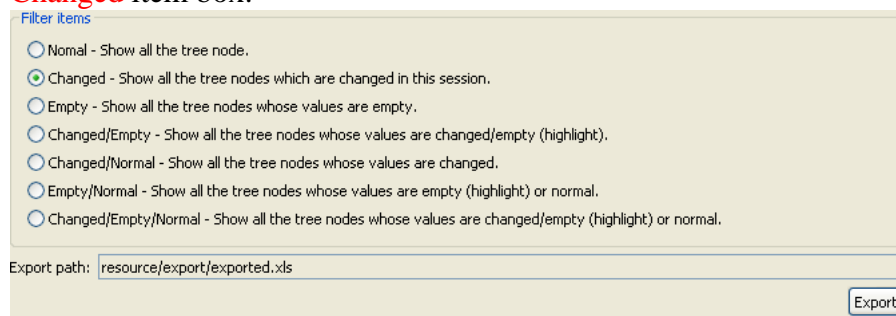 Changed item box.
Filter items
Nomal - Show all the tree node.
Changed - Show all the tree nodes which are changed in this session.
Empty - Show all the tree nodes whose values are empty.
Changed/Empty - Show all the tree nodes whose values are changed/empty (highlight).
Changed/Normal - Show all the tree nodes whose values are changed.
Empty/Normal - Show all the tree nodes whose values are empty (highlight) or normal.
Changed/Empty/Normal - Show all the tree nodes whose values are changed/empty (highlight) or normal.
Export path: resource/export/exported.xls
Export